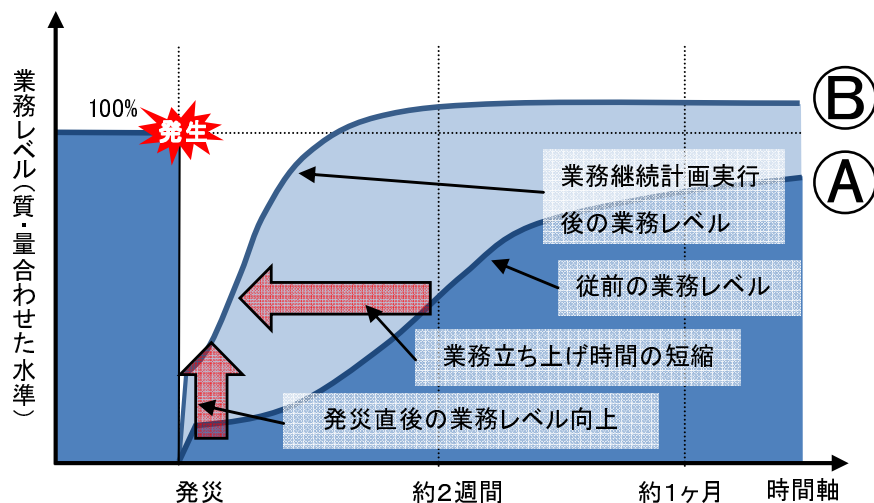 業務レベル（質・量合わせた水準）
100%
発生
Ⓑ
Ⓐ
業務継続計画実行
後の業務レベル
従前の業務レベル
業務立ち上げ時間の短縮
発災直後の業務レベル向上
発災
約２週間
約１ヶ月
時間軸